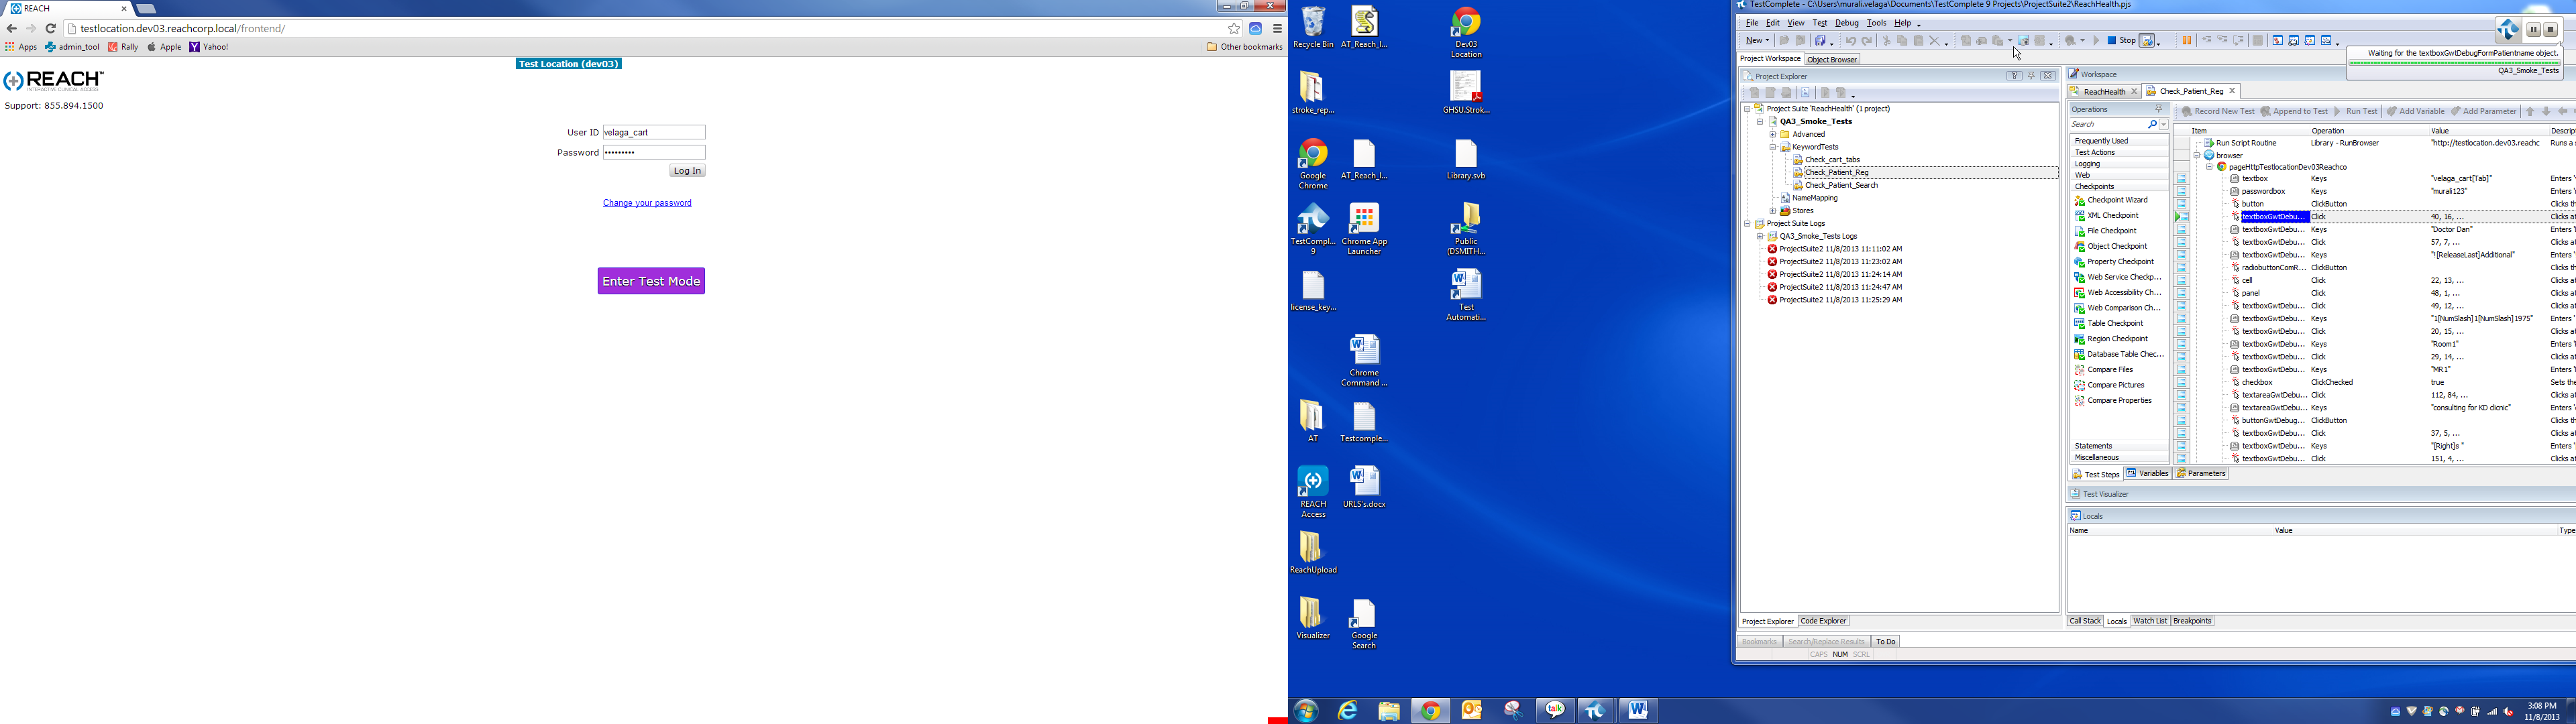 REACH
testlocation.dev03.reachcorp.local/frontend/
Apps admin_tool Rally Apple Yahoo! Other bookmarks
Test Location (dev03)
REACH™
INTERACTIVE CLINICAL ACCESS
Support: 855.894.1500
User ID velaga_cart
Password •••••••••
Log In
Change your password
Enter Test Mode
Recycle Bin
AT_Reach_I...
Dev03 Location
stroke_rep...
AT_Reach_I...
GHSU.Strok...
Google Chrome
AT_Reach_I...
Library.svb
TestCompl... 9
Chrome App Launcher
Public (DSMITH...
license_key...
Test Automati...
Chrome Command ...
AT
Testcomple...
REACH Access
URLS's.docx
ReachUpload
Visualizer
Google Search
TestComplete - C:\Users\murali.velaga\Documents\TestComplete 9 Projects\ProjectSuite2\ReachHealth.pjs
File Edit View Test Debug Tools Help
New Stop
Waiting for the textboxGwtDebugFormPatientname object.
QA3_Smoke_Tests
Project Workspace Object Browser
Project Explorer
Project Suite 'ReachHealth' (1 project)
QA3_Smoke_Tests
Advanced
KeywordTests
Check_cart_tabs
Check_Patient_Reg
Check_Patient_Search
NameMapping
Stores
Project Suite Logs
QA3_Smoke_Tests Logs
ProjectSuite2 11/8/2013 11:11:02 AM
ProjectSuite2 11/8/2013 11:23:02 AM
ProjectSuite2 11/8/2013 11:24:14 AM
ProjectSuite2 11/8/2013 11:24:47 AM
ProjectSuite2 11/8/2013 11:25:29 AM
Project Explorer Code Explorer
Bookmarks Search/Replace Results To Do
CAPS NUM SCRL
Workspace
ReachHealth Check_Patient_Reg
Operations
Search
Frequently Used
Test Actions
Logging
Web
Checkpoints
Checkpoint Wizard
XML Checkpoint
File Checkpoint
Object Checkpoint
Property Checkpoint
Web Service Checkp...
Web Accessibility Ch...
Web Comparison Ch...
Table Checkpoint
Region Checkpoint
Database Table Chec...
Compare Files
Compare Pictures
Compare Properties
Statements
Miscellaneous
Record New Test Append to Test Run Test Add Variable Add Parameter
Item Operation Value Descrip
Run Script Routine Library - RunBrowser "http://testlocation.dev03.reachc Runs a s
browser
pageHttpTestlocationDev03Reachco
textbox Keys "velaga_cart[Tab]" Enters '
passwordbox Keys "murali123" Enters '
button ClickButton Clicks th
textboxGwtDebu... Click 40, 16, ... Clicks at
textboxGwtDebu... Keys "Doctor Dan" Enters '
textboxGwtDebu... Click 57, 7, ... Clicks at
textboxGwtDebu... Keys "![ReleaseLast]Additional" Enters '
radiobuttonComR... ClickButton Clicks th
cell Click 22, 13, ... Clicks at
panel Click 48, 1, ... Clicks at
textboxGwtDebu... Click 49, 12, ... Clicks at
textboxGwtDebu... Keys "1[NumSlash]1[NumSlash]1975" Enters '
textboxGwtDebu... Click 20, 15, ... Clicks at
textboxGwtDebu... Keys "Room1" Enters '
textboxGwtDebu... Click 29, 14, ... Clicks at
textboxGwtDebu... Keys "MR1" Enters '
checkbox ClickChecked true Sets the
textareaGwtDebu... Click 112, 84, ... Clicks at
textareaGwtDebu... Keys "consulting for KD dicnic" Enters '
buttonGwtDebug... ClickButton Clicks th
textboxGwtDebu... Click 37, 5, ... Clicks at
textboxGwtDebu... Keys "[Right]s " Enters '
textboxGwtDebu... Click 151, 4, ... Clicks at
Test Steps Variables Parameters
Test Visualizer
Locals
Name Value Type
Call Stack Locals Watch List Breakpoints
talk
3:08 PM
11/8/2013